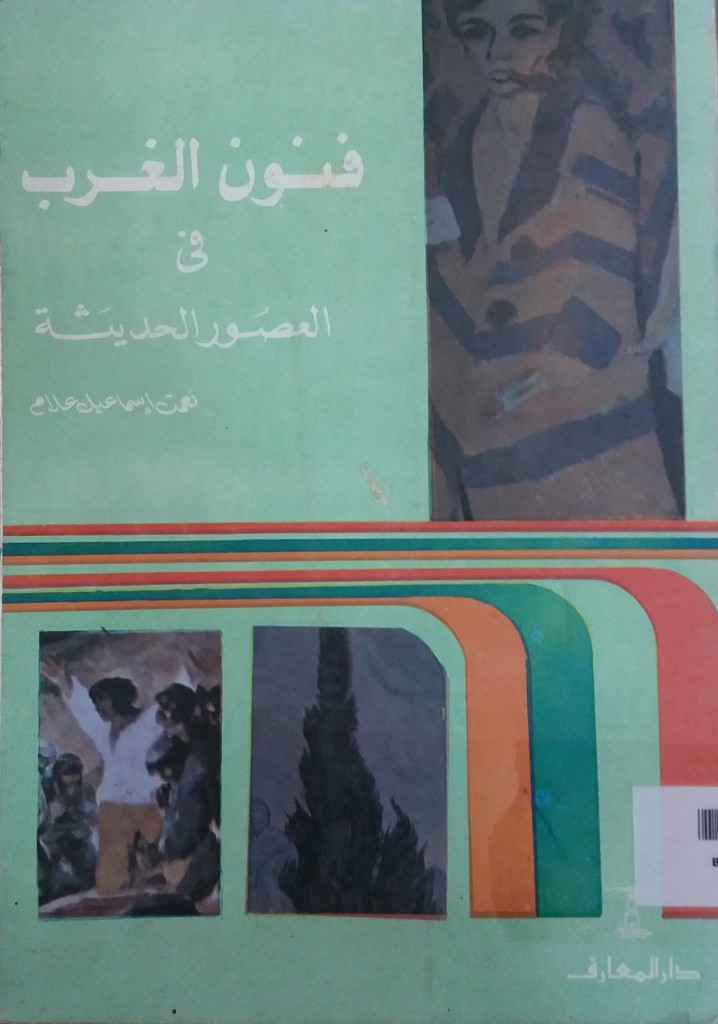 فنون الغرب
فى
العصور الحديثة
نعمت إسماعيل علام
دار المعارف
B